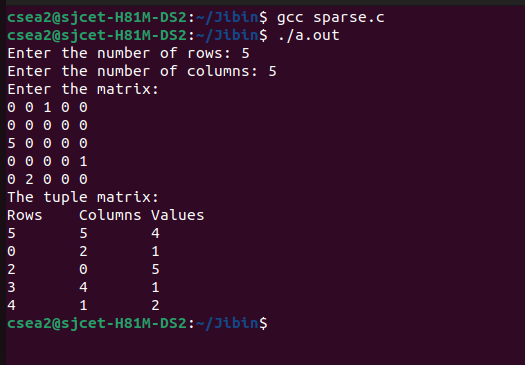 csea2@sjcet-H81M-DS2:~/Jibin$ gcc sparse.c
csea2@sjcet-H81M-DS2:~/Jibin$ ./a.out
Enter the number of rows: 5
Enter the number of columns: 5
Enter the matrix:
0 0 1 0 0
0 0 0 0 0
5 0 0 0 0
0 0 0 0 1
0 2 0 0 0
The tuple matrix:
Rows    Columns Values
5       5       4
0       2       1
2       0       5
3       4       1
4       1       2
csea2@sjcet-H81M-DS2:~/Jibin$